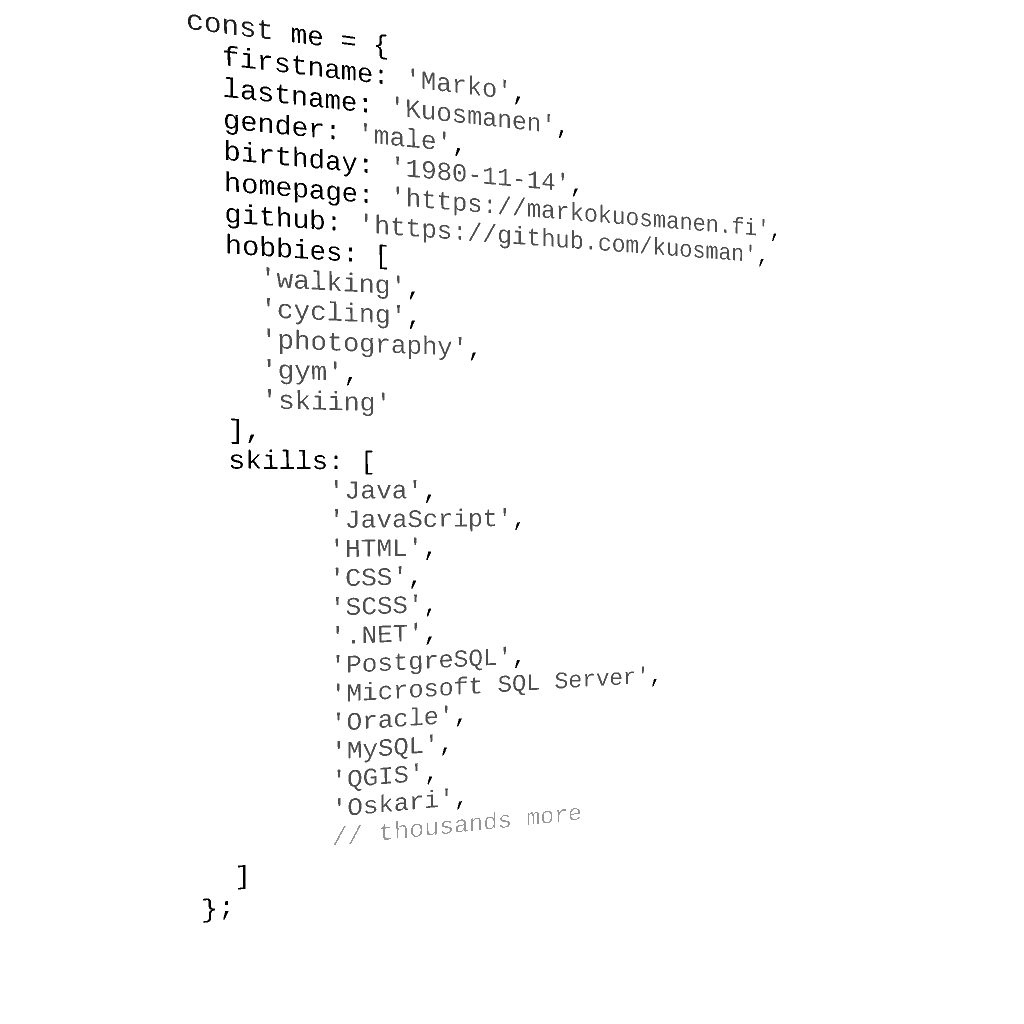 const me = {
firstname: 'Marko',
lastname: 'Kuosmanen',
gender: 'male',
birthday: '1980-11-14',
homepage: 'https://markokuosmanen.fi',
github: 'https://github.com/kuosman',
hobbies: [
'walking',
'cycling',
'photography',
'gym',
'skiing'
],
skills: [
'Java',
'JavaScript',
'HTML',
'CSS',
'SCSS',
'.NET',
'PostgreSQL',
'Microsoft SQL Server',
'Oracle',
'MySQL',
'QGIS',
'Oskari',
// thousands more
]
};